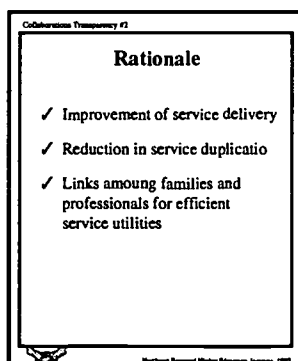 Collaborations Transparency #2
Rationale
✓ Improvement of service delivery
✓ Reduction in service duplicatio
✓ Links amoung families and
professionals for efficient
service utilities